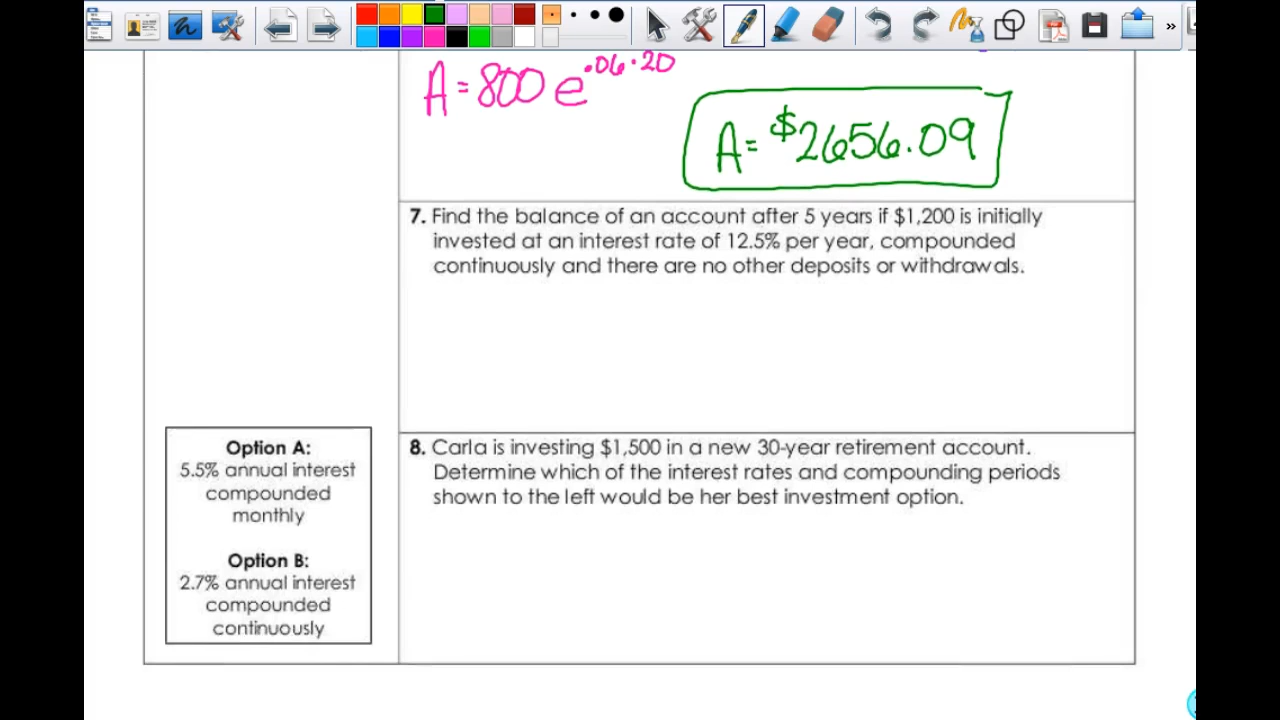 A = 800 e^.06·20
A = $2656.09
7. Find the balance of an account after 5 years if $1,200 is initially
invested at an interest rate of 12.5% per year, compounded
continuously and there are no other deposits or withdrawals.
Option A:
5.5% annual interest
compounded
monthly
Option B:
2.7% annual interest
compounded
continuously
8. Carla is investing $1,500 in a new 30-year retirement account.
Determine which of the interest rates and compounding periods
shown to the left would be her best investment option.